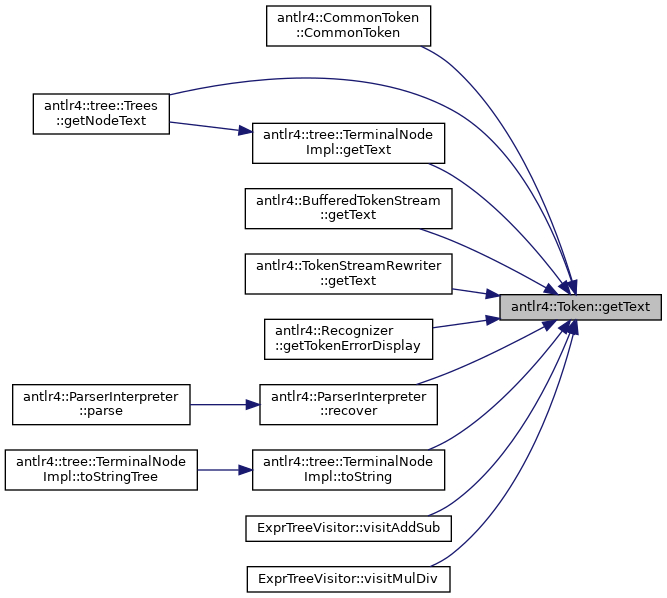 antlr4::CommonToken
::CommonToken
antlr4::tree::Trees
::getNodeText
antlr4::tree::TerminalNode
Impl::getText
antlr4::BufferedTokenStream
::getText
antlr4::TokenStreamRewriter
::getText
antlr4::Token::getText
antlr4::Recognizer
::getTokenErrorDisplay
antlr4::ParserInterpreter
::parse
antlr4::ParserInterpreter
::recover
antlr4::tree::TerminalNode
Impl::toStringTree
antlr4::tree::TerminalNode
Impl::toString
ExprTreeVisitor::visitAddSub
ExprTreeVisitor::visitMulDiv